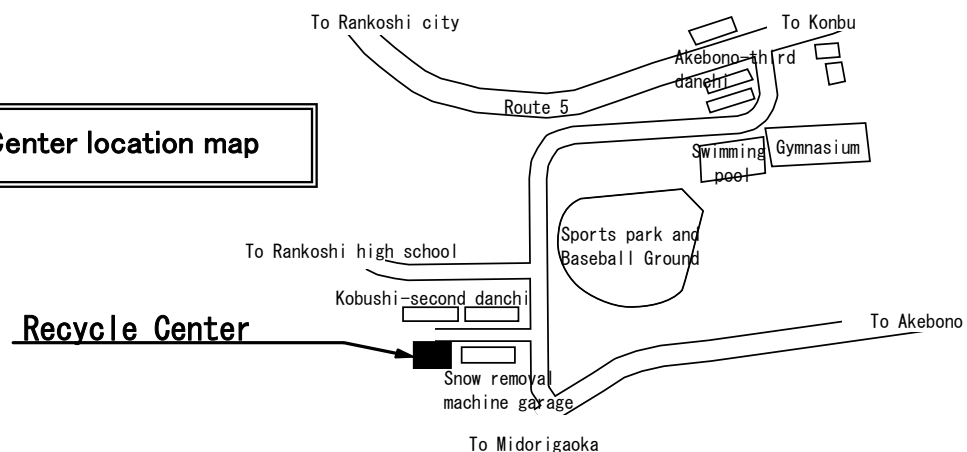 To Rankoshi city
To Konbu
Akebono-third
danchi
Route 5
Center location map
Swimming
pool
Gymnasium
Sports park and
Baseball Ground
To Rankoshi high school
Kobushi-second danchi
Recycle Center
To Akebono
Snow removal
machine garage
To Midorigaoka